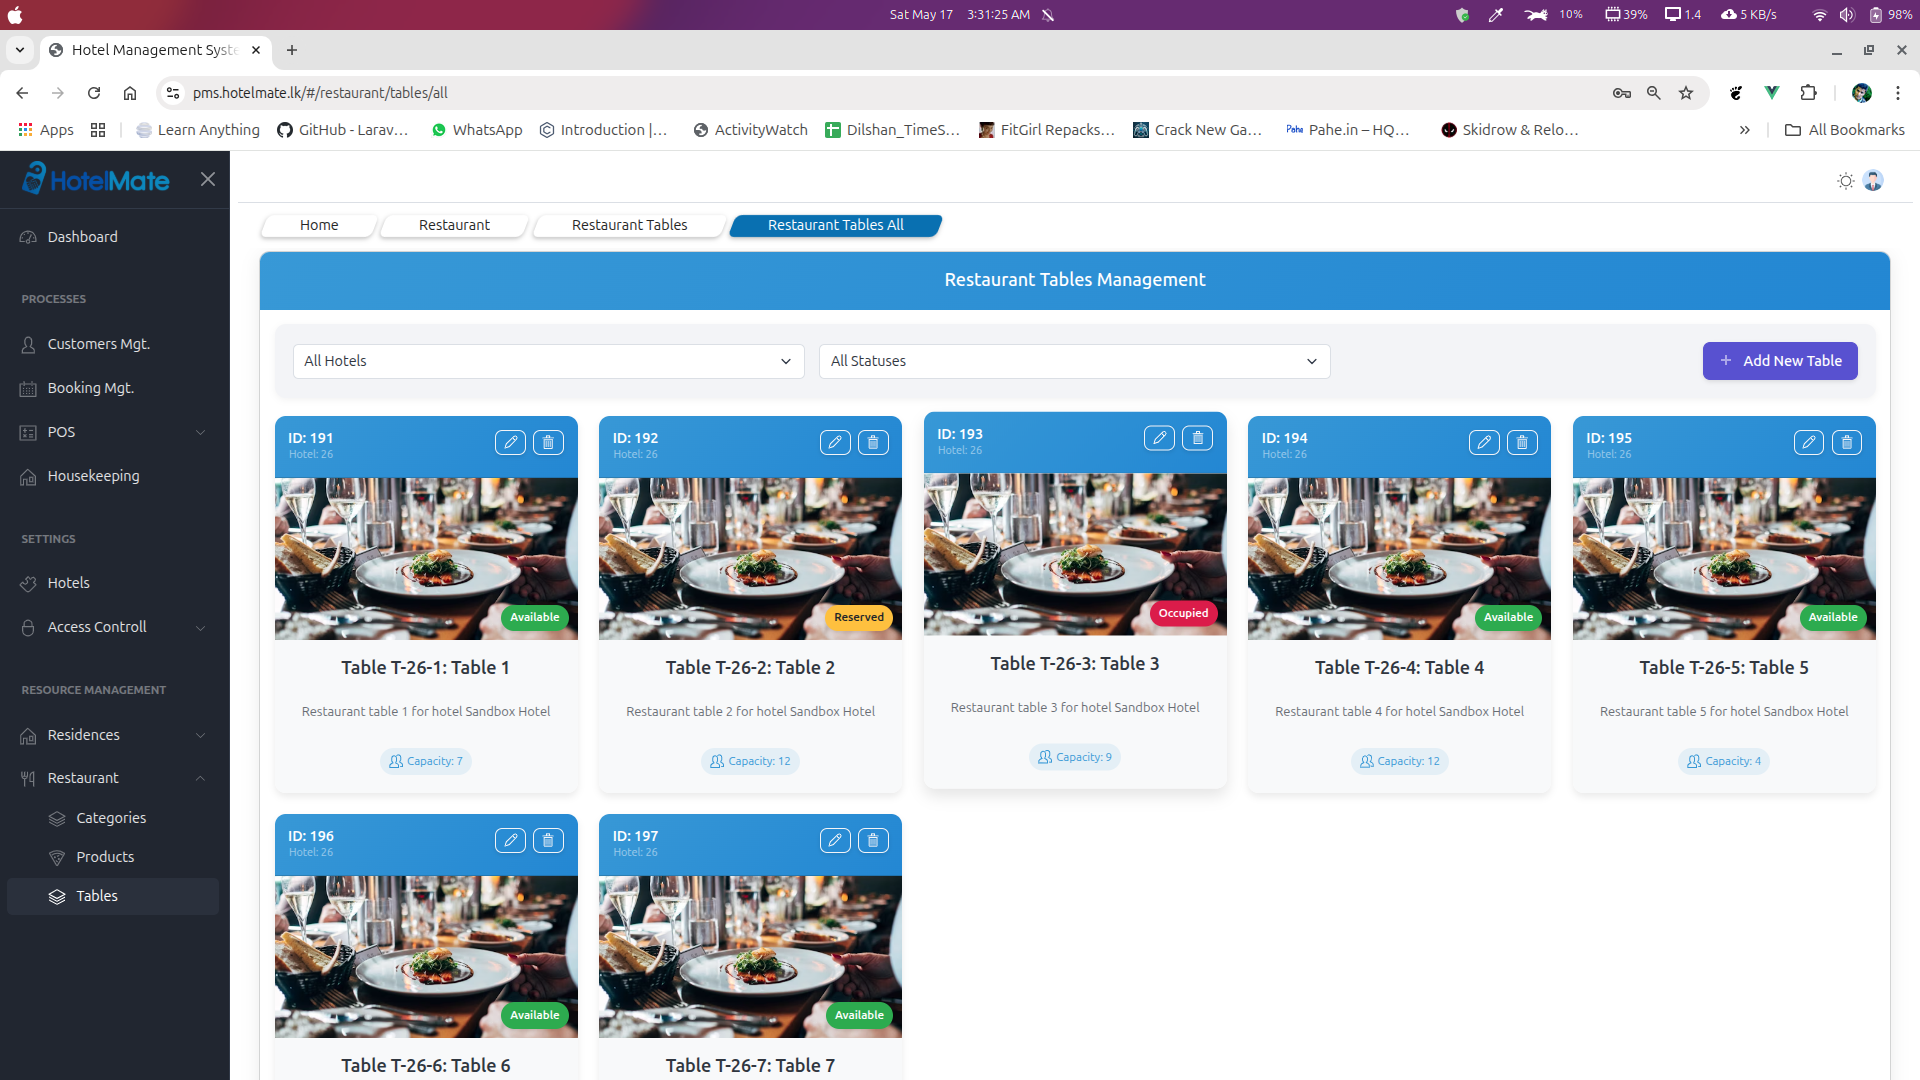 Sat May 17 3:31:25 AM
10% 39% 1.4 5 KB/s 98%
Hotel Management Syste
pms.hotelmate.lk/#/restaurant/tables/all
Apps Learn Anything GitHub - Larav... WhatsApp Introduction |... ActivityWatch Dilshan_TimeS... FitGirl Repacks... Crack New Ga... Pahe Pahe.in – HQ... Skidrow & Relo... » All Bookmarks
HotelMate
Dashboard
PROCESSES
Customers Mgt.
Booking Mgt.
POS
Housekeeping
SETTINGS
Hotels
Access Controll
RESOURCE MANAGEMENT
Residences
Restaurant
Categories
Products
Tables
Home Restaurant Restaurant Tables Restaurant Tables All
Restaurant Tables Management
All Hotels All Statuses + Add New Table
ID: 191
Hotel: 26
Available
Table T-26-1: Table 1
Restaurant table 1 for hotel Sandbox Hotel
Capacity: 7
ID: 192
Hotel: 26
Reserved
Table T-26-2: Table 2
Restaurant table 2 for hotel Sandbox Hotel
Capacity: 12
ID: 193
Hotel: 26
Occupied
Table T-26-3: Table 3
Restaurant table 3 for hotel Sandbox Hotel
Capacity: 9
ID: 194
Hotel: 26
Available
Table T-26-4: Table 4
Restaurant table 4 for hotel Sandbox Hotel
Capacity: 12
ID: 195
Hotel: 26
Available
Table T-26-5: Table 5
Restaurant table 5 for hotel Sandbox Hotel
Capacity: 4
ID: 196
Hotel: 26
Available
Table T-26-6: Table 6
ID: 197
Hotel: 26
Available
Table T-26-7: Table 7